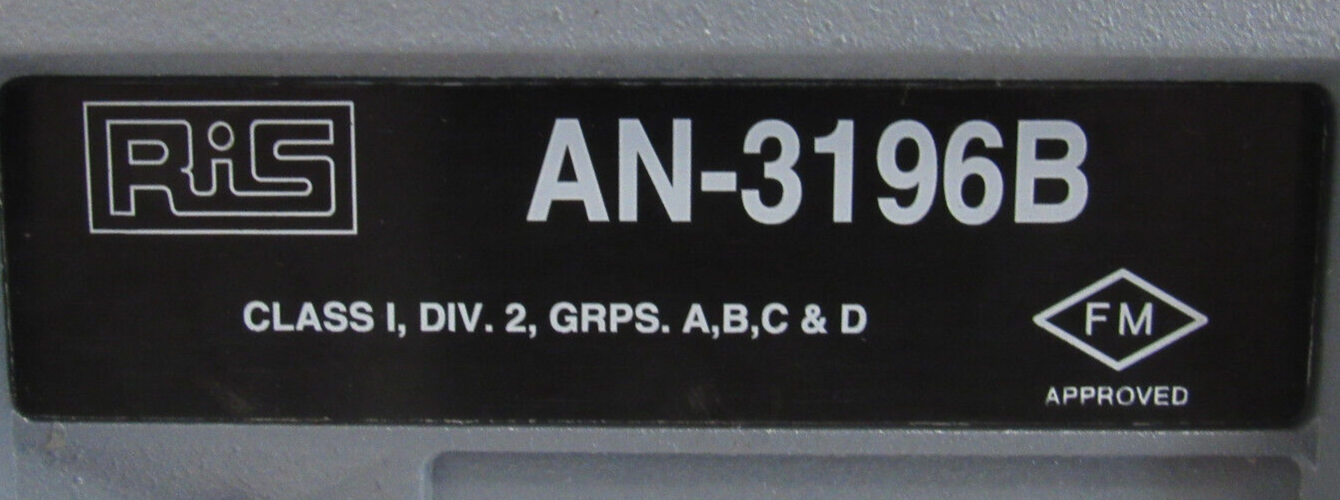 RiS
AN-3196B
CLASS I, DIV. 2, GRPS. A,B,C & D
FM
APPROVED